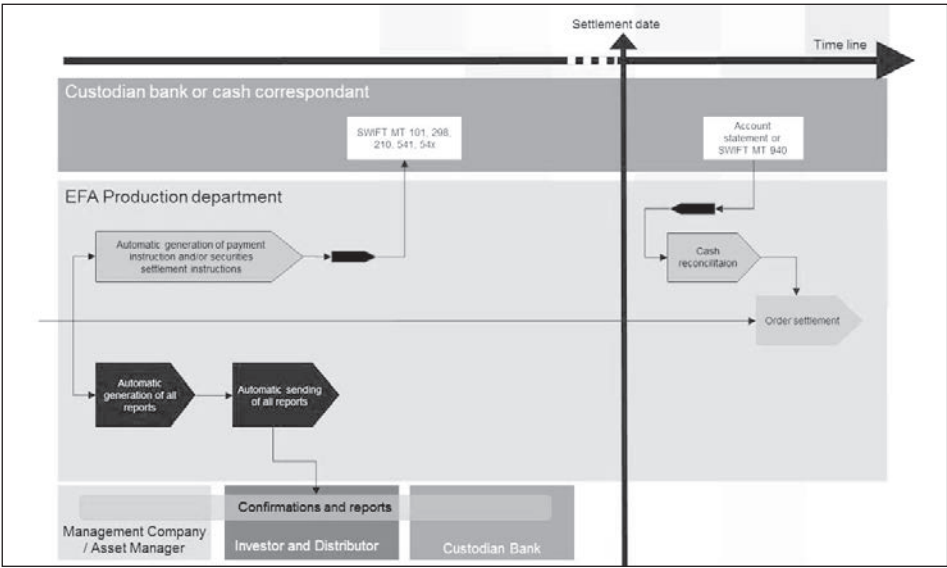 Settlement date
Time line
Custodian bank or cash correspondant
SWIFT MT 101, 298,
210, 541, 54x
Account
statement or
SWIFT MT 940
EFA Production department
Automatic generation of payment
instruction and/or securities
settlement instructions
Cash
reconcilitaion
Order settlement
Automatic
generation of all
reports
Automatic sending
of all reports
Confirmations and reports
Management Company
/ Asset Manager
Investor and Distributor
Custodian Bank